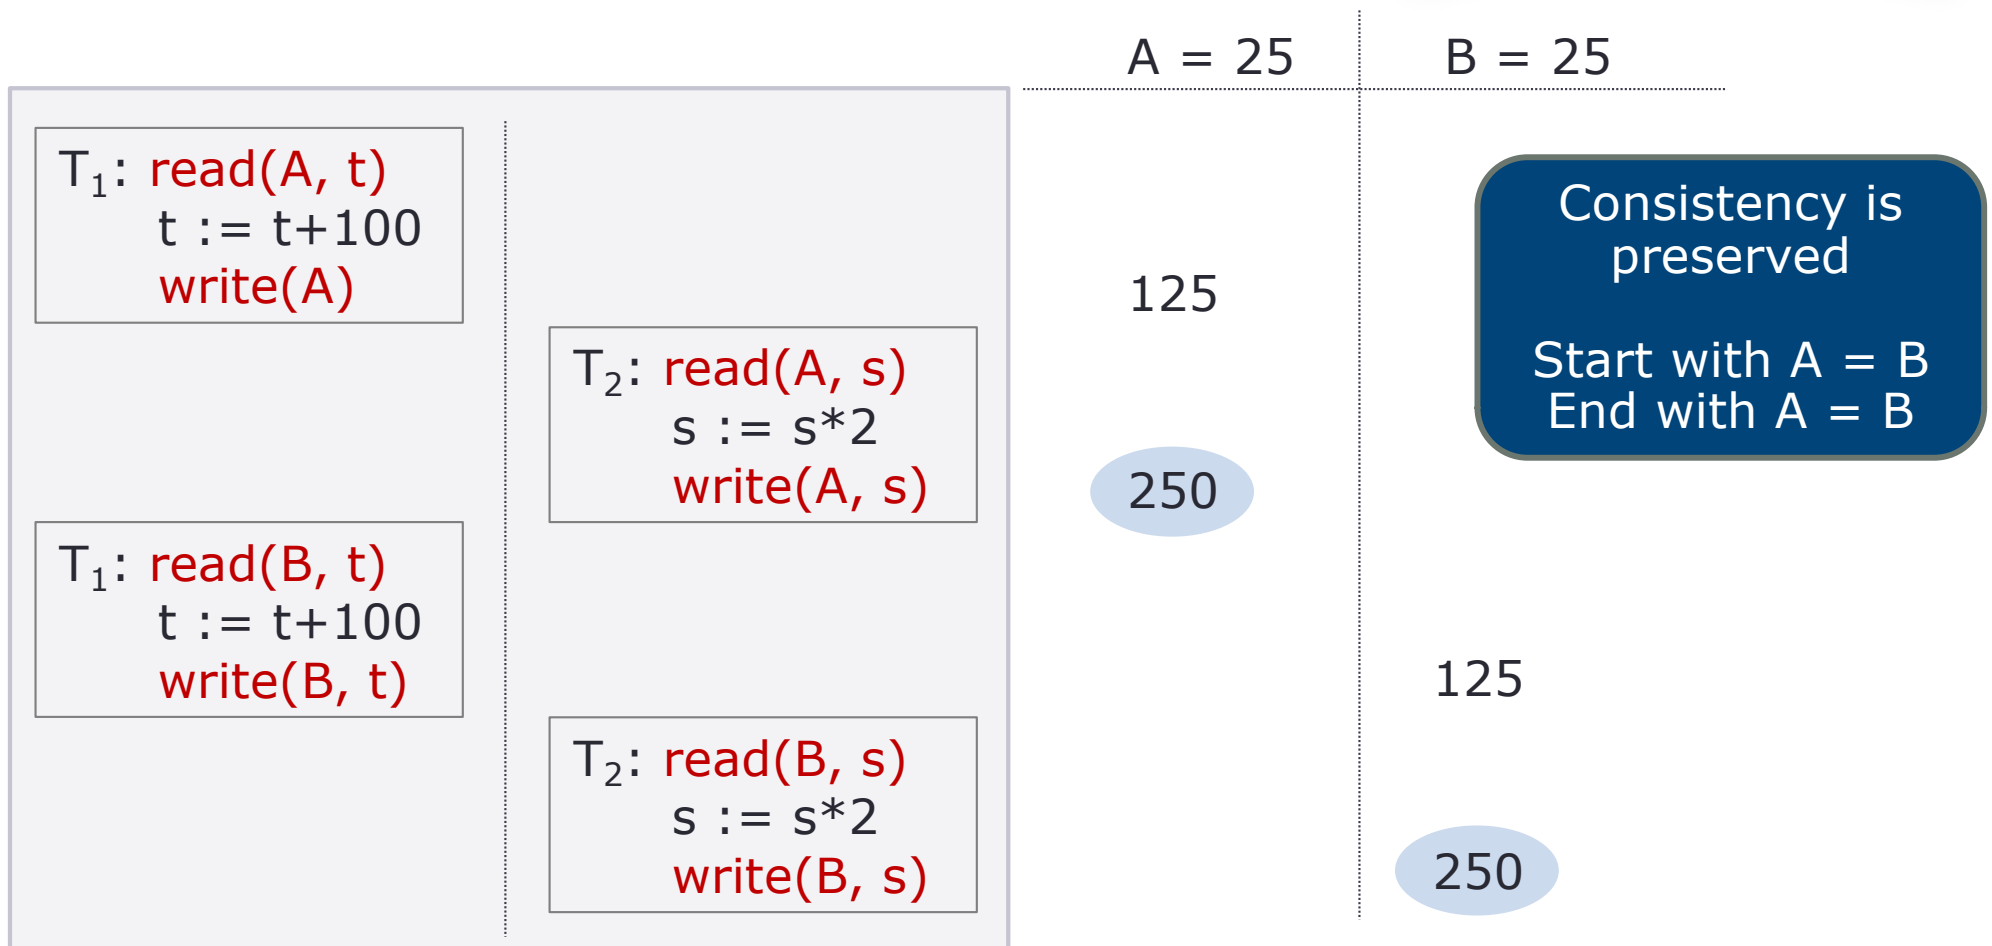 A = 25
B = 25
T₁: read(A, t)
t := t+100
write(A)
125
Consistency is
preserved
Start with A = B
End with A = B
T₂: read(A, s)
s := s*2
write(A, s)
250
T₁: read(B, t)
t := t+100
write(B, t)
125
T₂: read(B, s)
s := s*2
write(B, s)
250